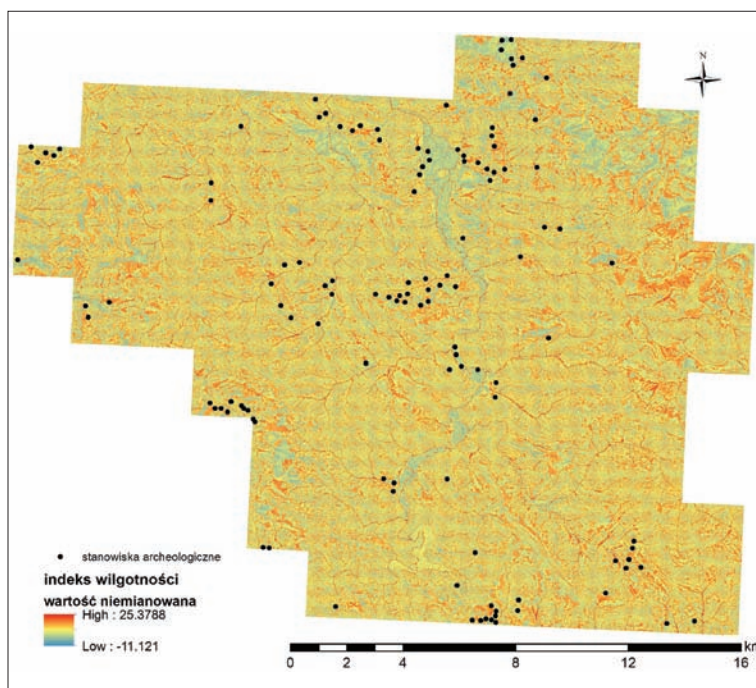 N
stanowiska archeologiczne
indeks wilgotności
wartość niemianowana
High : 25.3788
Low : -11.121
km
0 2 4 8 12 16